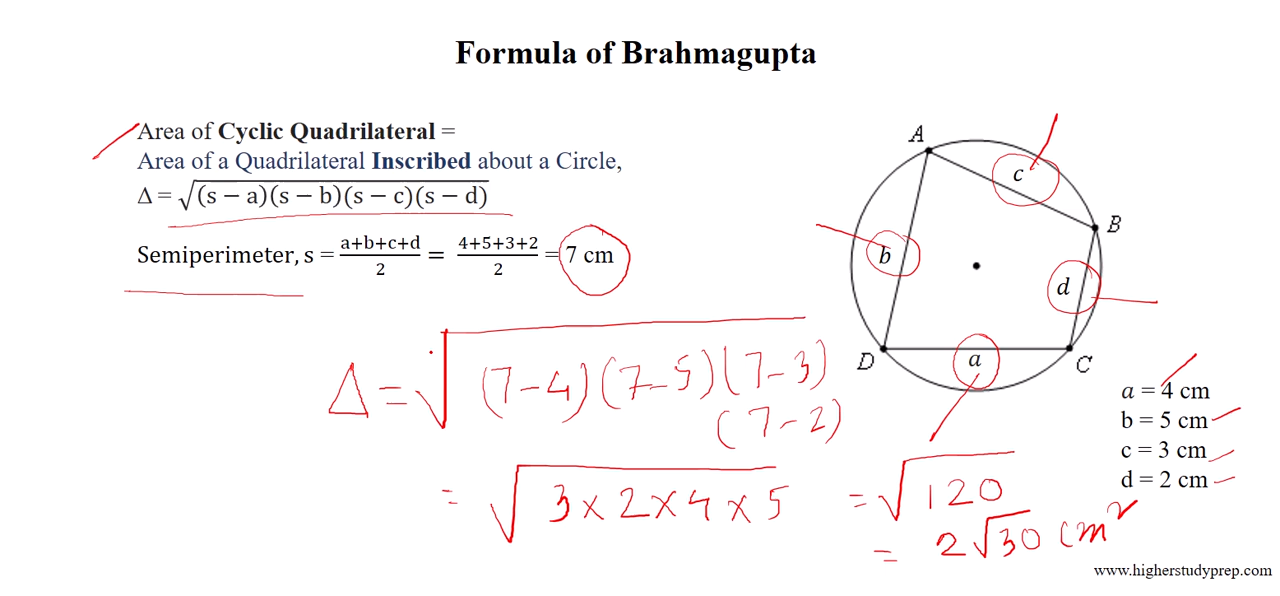 Formula of Brahmagupta
Area of Cyclic Quadrilateral =
Area of a Quadrilateral Inscribed about a Circle,
Δ = √(s − a)(s − b)(s − c)(s − d)
Semiperimeter, s = a+b+c+d/2 = 4+5+3+2/2 = 7 cm
A
c
B
b
d
D
a
C
a = 4 cm
b = 5 cm
c = 3 cm
d = 2 cm
Δ = √(7-4)(7-5)(7-3)
(7-2)
= √3×2×4×5 = √120
= 2√30 cm²
www.higherstudyprep.com